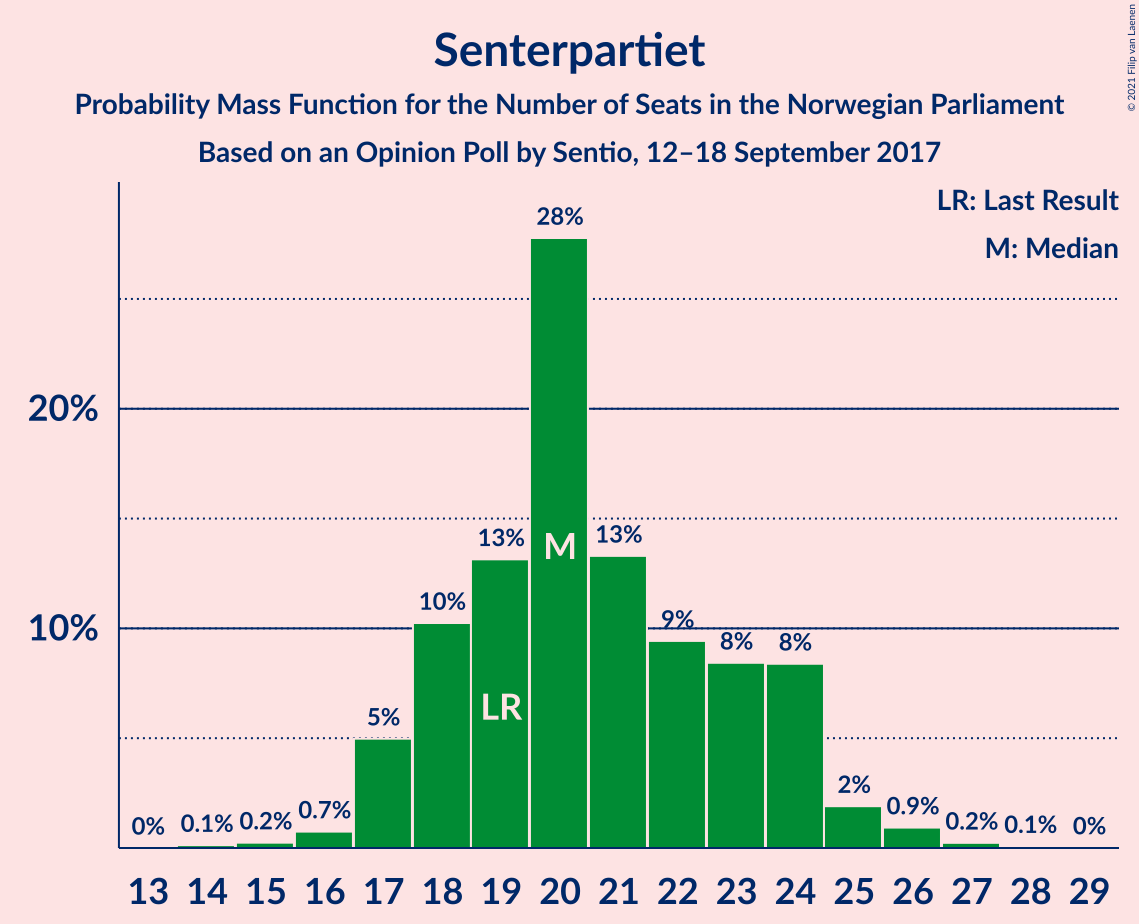 Senterpartiet
Probability Mass Function for the Number of Seats in the Norwegian Parliament
Based on an Opinion Poll by Sentio, 12–18 September 2017
© 2021 Filip van Laenen
LR: Last Result
M: Median
20%
10%
0%
0.1%
0.2%
0.7%
5%
10%
13%
28%
13%
9%
8%
8%
2%
0.9%
0.2%
0.1%
0%
LR
M
13 14 15 16 17 18 19 20 21 22 23 24 25 26 27 28 29